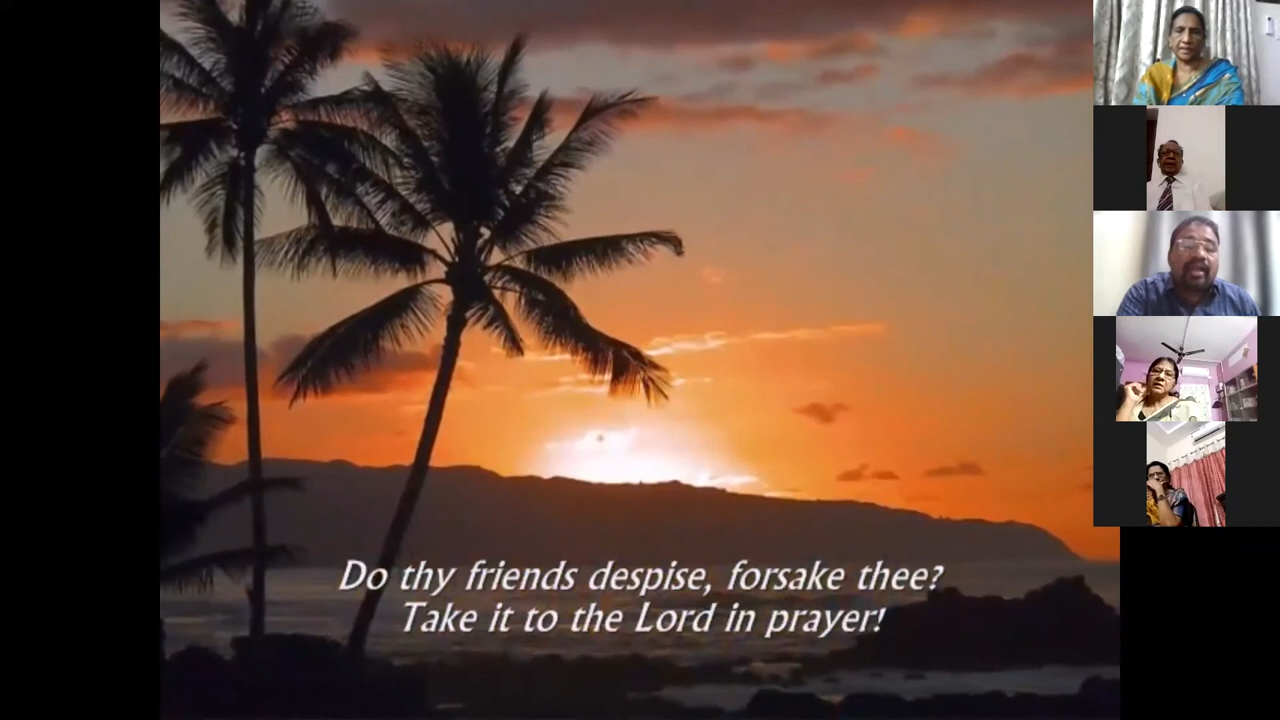 Do thy friends despise, forsake thee?
Take it to the Lord in prayer!